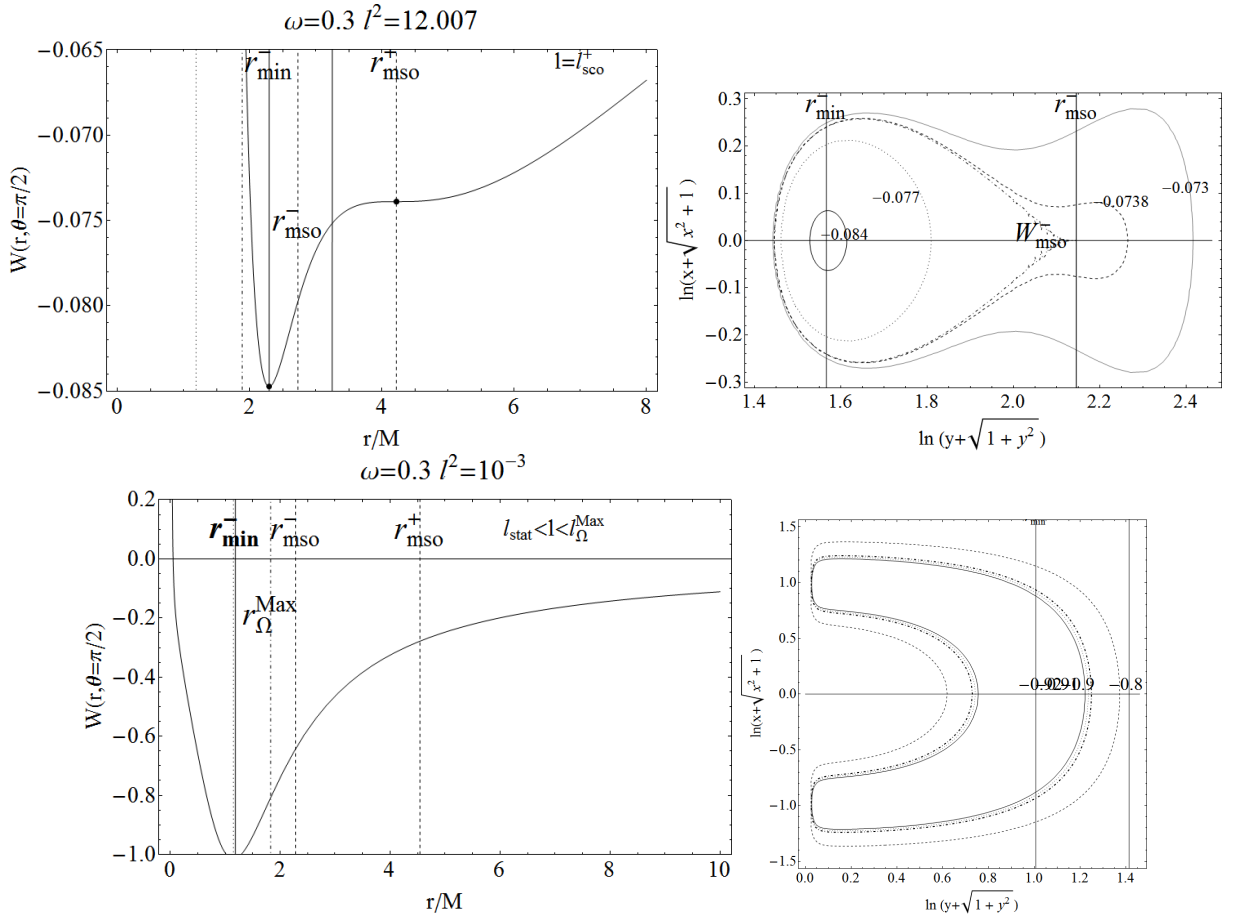 ω=0.3 l²=12.007
−0.065
−0.070
−0.075
−0.080
−0.085
W(r,θ=π/2)
r⁻min
r⁺mso
l=l⁺sco
r⁻mso
0 2 4 6 8
r/M
0.3
0.2
0.1
0.0
−0.1
−0.2
−0.3
ln(x+√x²+1)
r⁻min
r⁻mso
−0.073
−0.077
−0.0738
−0.084
W⁻mso
1.4 1.6 1.8 2.0 2.2 2.4
ln (y+√1+y²)
ω=0.3 l²=10⁻³
0.2
0.0
−0.2
−0.4
−0.6
−0.8
−1.0
W(r,θ=π/2)
r⁻min
r⁻mso
r⁺mso
lstat<l<lΩMax
rΩMax
0 2 4 6 8 10
r/M
1.5
1.0
0.5
0.0
−0.5
−1.0
−1.5
ln(x+√x²+1)
min
−0.9
−0.8
0.0 0.2 0.4 0.6 0.8 1.0 1.2 1.4
ln (y+√1+y²)